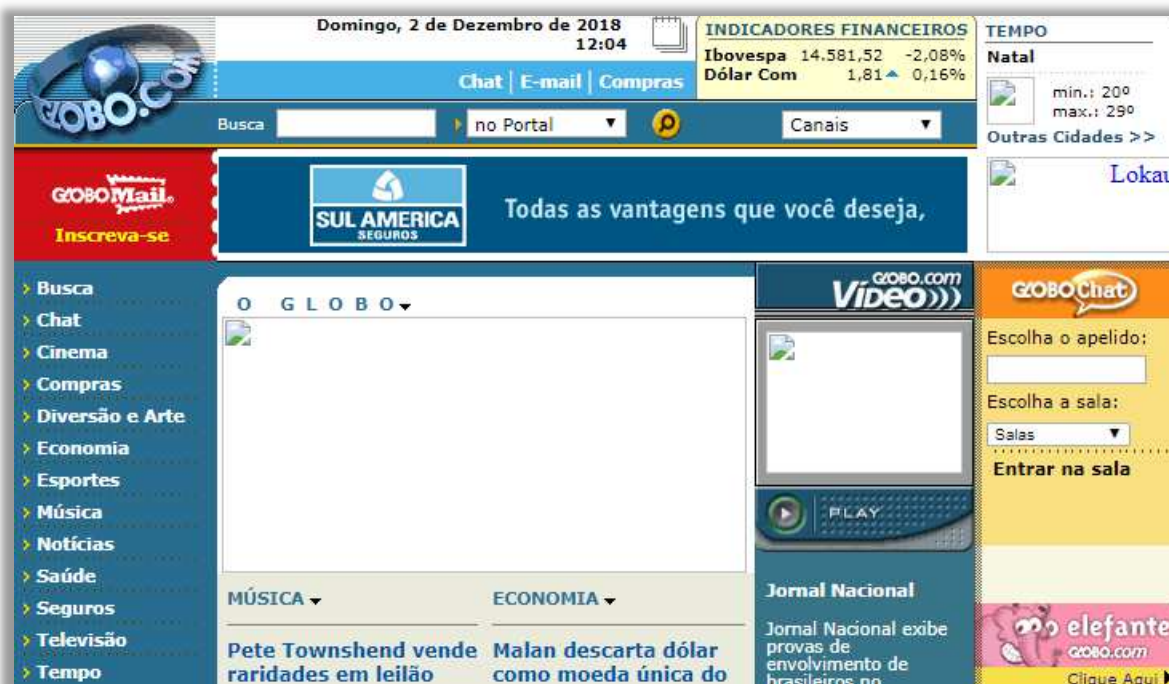 GLOBO.COM
Domingo, 2 de Dezembro de 2018
12:04
Chat | E-mail | Compras
INDICADORES FINANCEIROS
Ibovespa 14.581,52 -2,08%
Dólar Com 1,81 0,16%
TEMPO
Natal
min.: 20º
max.: 29º
Outras Cidades >>
Busca
no Portal
Canais
GLOBOMail
Inscreva-se
SUL AMERICA
SEGUROS
Todas as vantagens que você deseja,
Lokau
Busca
Chat
Cinema
Compras
Diversão e Arte
Economia
Esportes
Música
Notícias
Saúde
Seguros
Televisão
Tempo
O GLOBO
MÚSICA
Pete Townshend vende
raridades em leilão
ECONOMIA
Malan descarta dólar
como moeda única do
GLOBO.COM
VíDEO)))
PLAY
Jornal Nacional
Jornal Nacional exibe
provas de
envolvimento de
brasileiros no
GLOBOChat
Escolha o apelido:
Escolha a sala:
Salas
Entrar na sala
elefante
GLOBO.COM
Clique Aqui